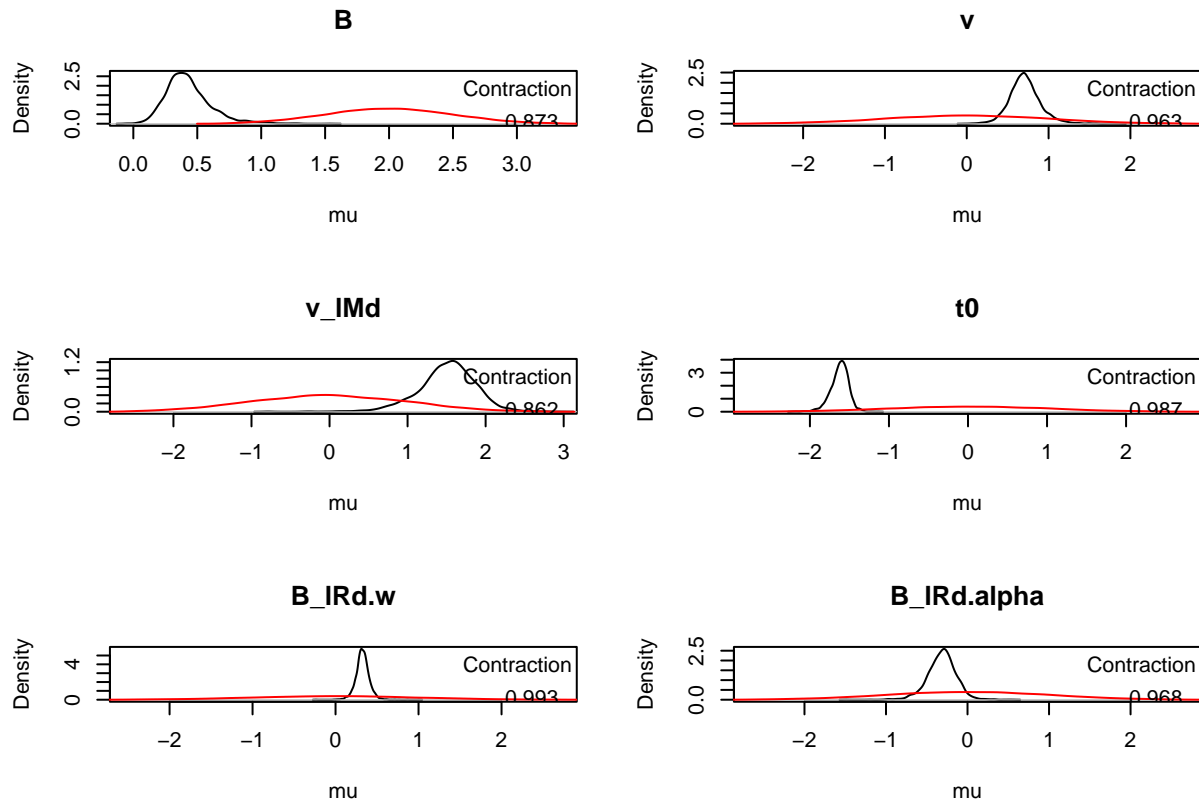 B
Density
0.0 2.5
Contraction
0.873
0.0 0.5 1.0 1.5 2.0 2.5 3.0
mu
v
Density
0.0 2.5
Contraction
0.963
−2 −1 0 1 2
mu
v_lMd
Density
0.0 1.2
Contraction
0.862
−2 −1 0 1 2 3
mu
t0
Density
0 3
Contraction
0.987
−2 −1 0 1 2
mu
B_lRd.w
Density
0 4
Contraction
0.993
−2 −1 0 1 2
mu
B_lRd.alpha
Density
0.0 2.5
Contraction
0.968
−2 −1 0 1 2
mu